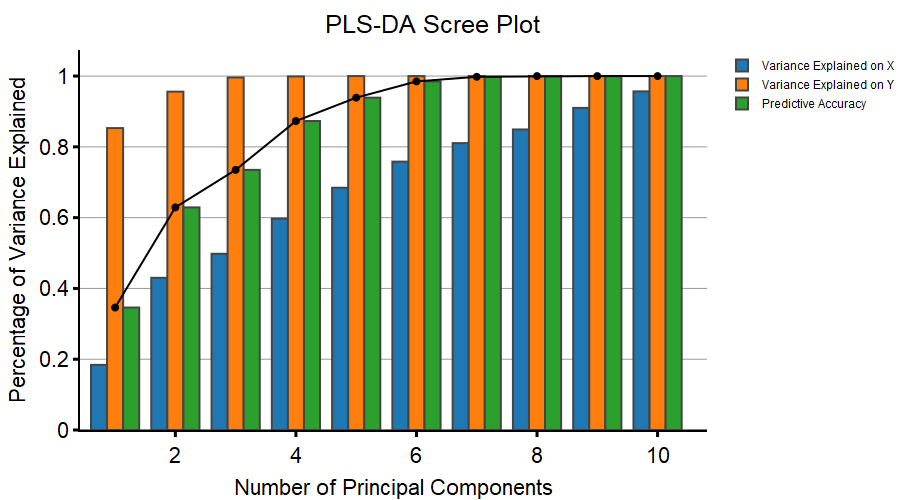 PLS-DA Scree Plot
Percentage of Variance Explained
1
0.8
0.6
0.4
0.2
0
2 4 6 8 10
Number of Principal Components
Variance Explained on X
Variance Explained on Y
Predictive Accuracy